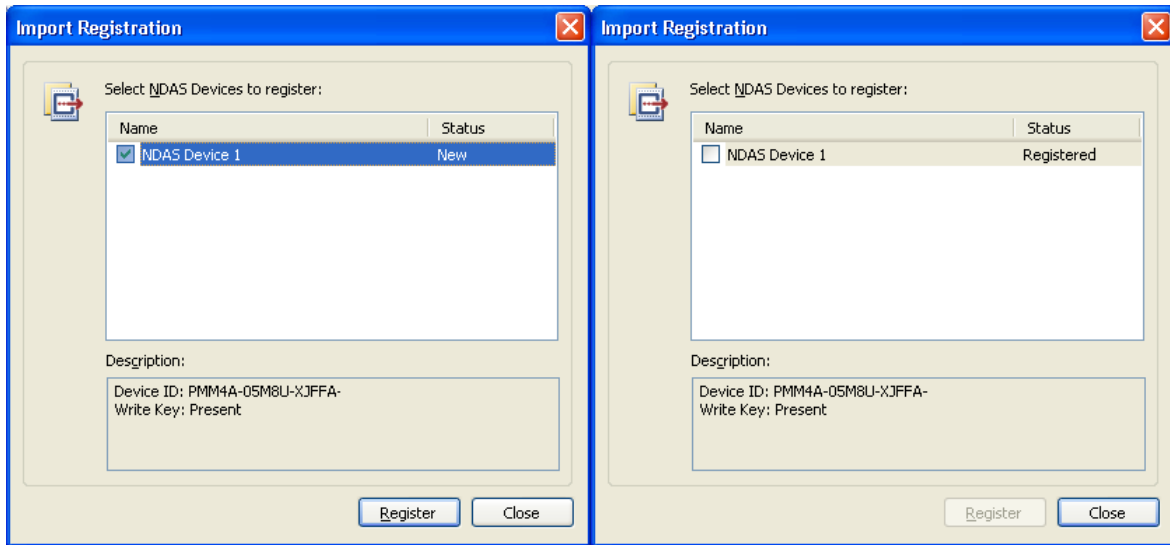 Import Registration
Select NDAS Devices to register:
Name Status
NDAS Device 1 New
Description:
Device ID: PMM4A-05M8U-XJFFA-
Write Key: Present
Register Close
Import Registration
Select NDAS Devices to register:
Name Status
NDAS Device 1 Registered
Description:
Device ID: PMM4A-05M8U-XJFFA-
Write Key: Present
Register Close